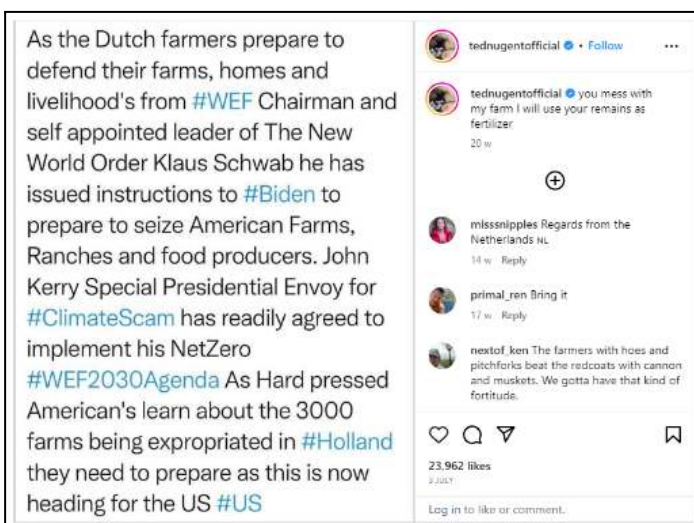 As the Dutch farmers prepare to
defend their farms, homes and
livelihood's from #WEF Chairman and
self appointed leader of The New
World Order Klaus Schwab he has
issued instructions to #Biden to
prepare to seize American Farms,
Ranches and food producers. John
Kerry Special Presidential Envoy for
#ClimateScam has readily agreed to
implement his NetZero
#WEF2030Agenda As Hard pressed
American's learn about the 3000
farms being expropriated in #Holland
they need to prepare as this is now
heading for the US #US
tednugentofficial • Follow
tednugentofficial you mess with
my farm I will use your remains as
fertilizer
20 w
misssnipples Regards from the
Netherlands NL
14 w Reply
primal_ren Bring it
17 w Reply
nextof_ken The farmers with hoes and
pitchforks beat the redcoats with cannon
and muskets. We gotta have that kind of
fortitude.
23,962 likes
JULY
Log in to like or comment.